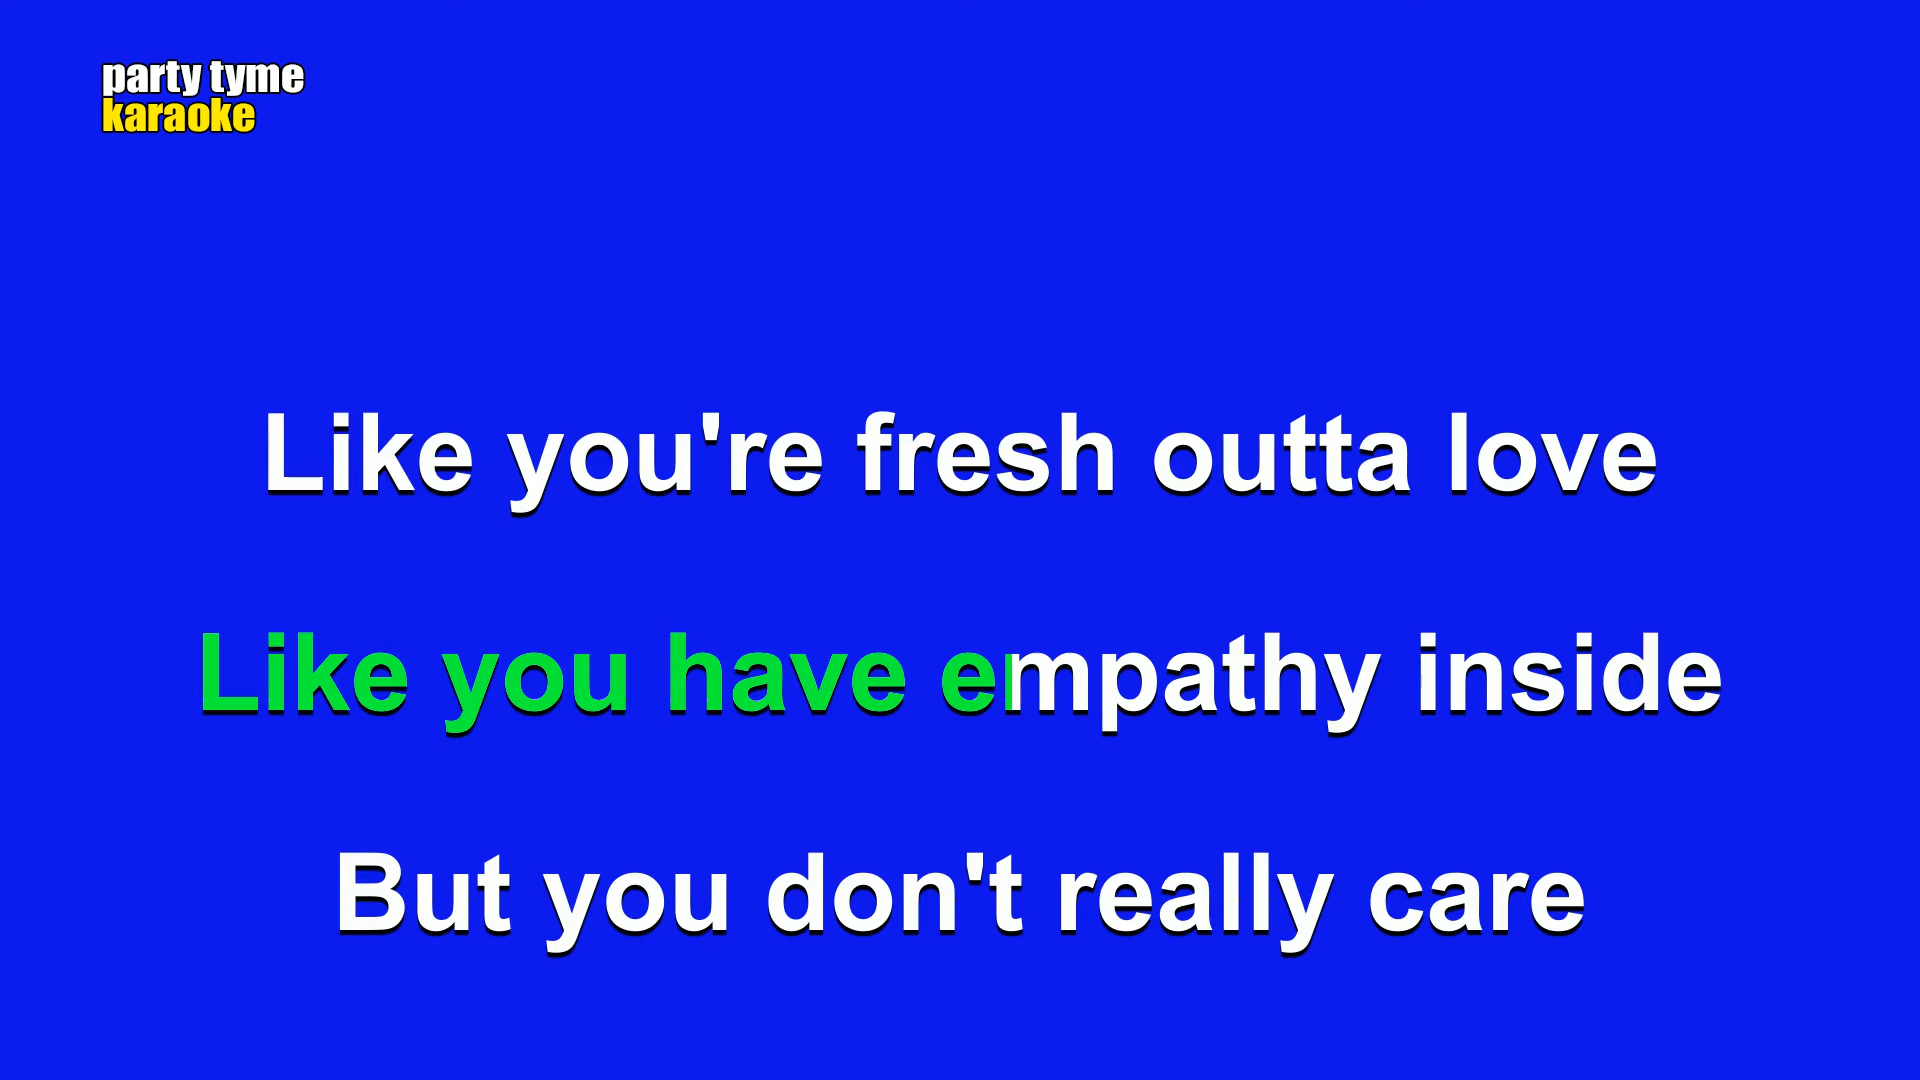 party tyme
karaoke
Like you're fresh outta love
Like you have empathy inside
But you don't really care